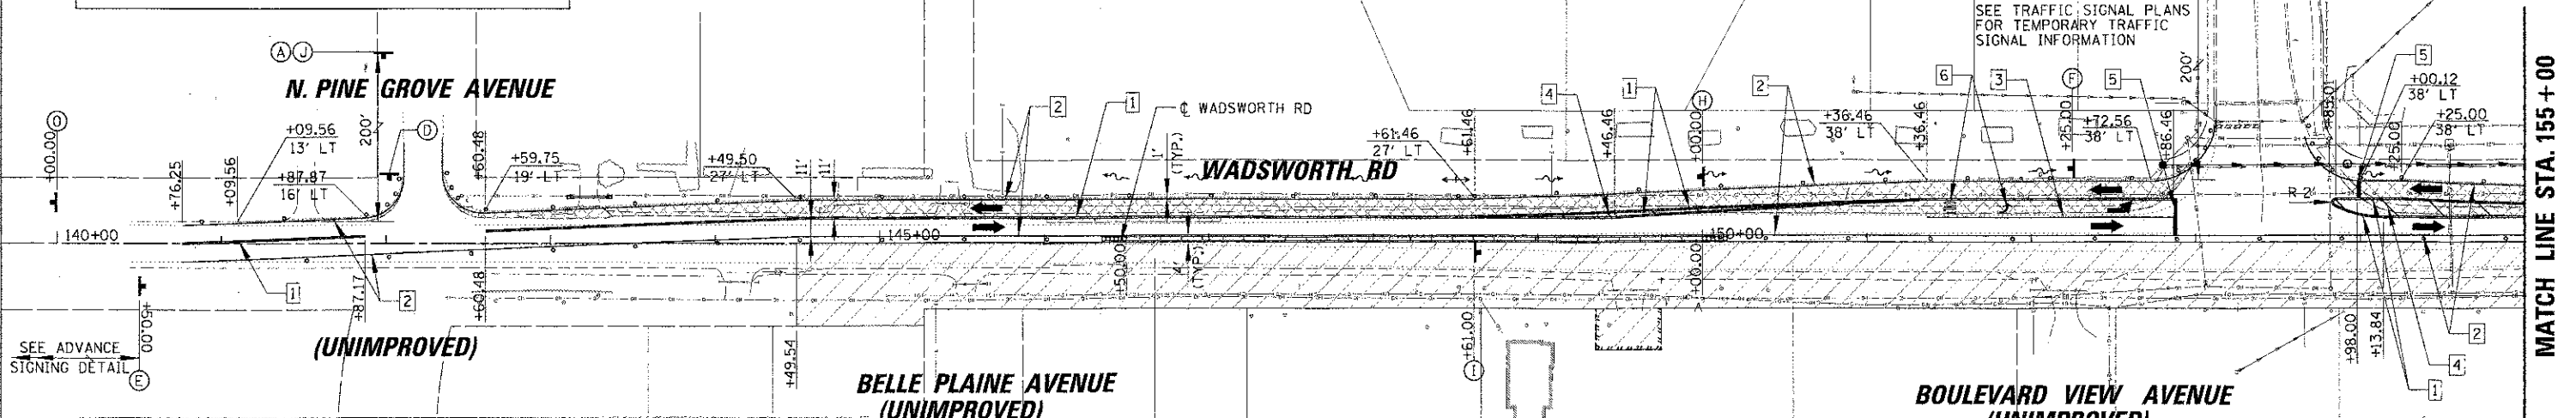 SEE TRAFFIC SIGNAL PLANS
FOR TEMPORARY TRAFFIC
SIGNAL INFORMATION
A J
N. PINE GROVE AVENUE
200'
D
O
+00.00
+76.25
+09.56
+09.56
13' LT
+87.87
16' LT
+60.48
+59.75
19' LT
+49.50
27' LT
11'
11'
2
1
℄ WADSWORTH RD
1'
(TYP.)
WADSWORTH RD
+61.46
27' LT
+61.46
4
1
+46.46
H
+00.00
2
+36.46
38' LT
+36.46
6
3
F
+25.00
5
+72.56
38' LT
+86.46
200'
+85.01
5
+00.12
38' LT
+25.00
38' LT
+25.00
R 2'
140+00
145+00
150+00
1
2
+87.17
+60.48
+50.00
E
SEE ADVANCE
SIGNING DETAIL
(UNIMPROVED)
+49.54
+50.00
4'
(TYP.)
+61.00
I
+00.00
+98.00
+13.84
2
4
1
BELLE PLAINE AVENUE
(UNIMPROVED)
BOULEVARD VIEW AVENUE
(UNIMPROVED)
MATCH LINE STA. 155+00